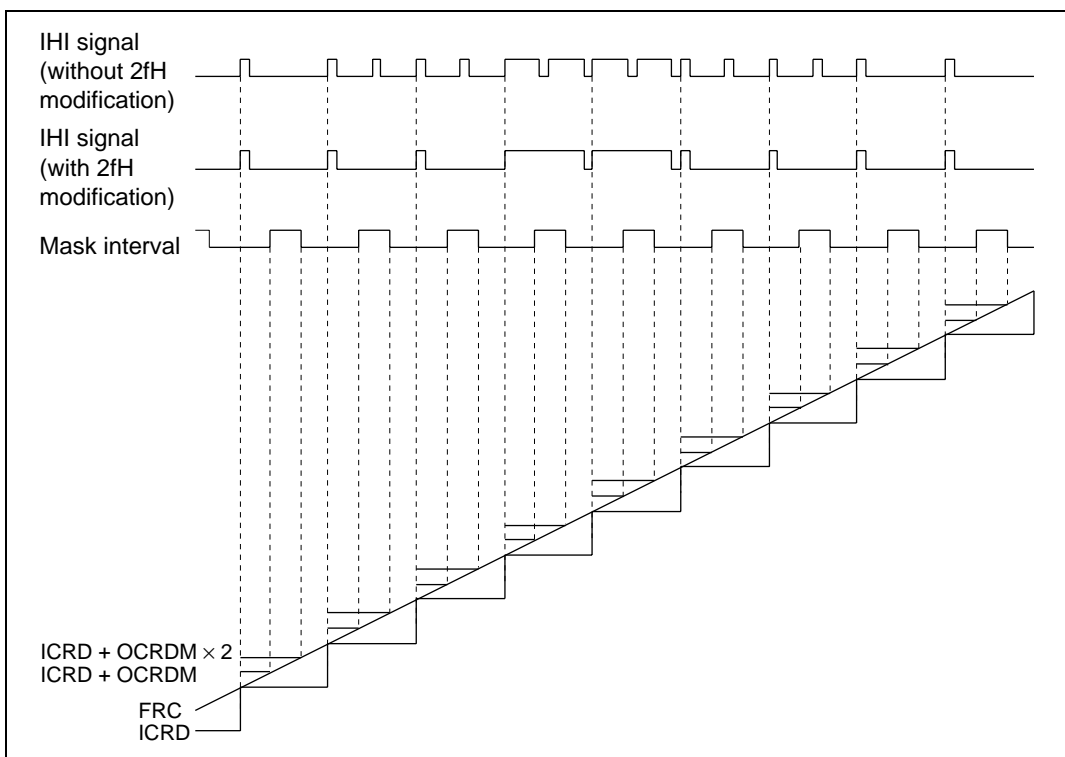 IHI signal
(without 2fH
modification)
IHI signal
(with 2fH
modification)
Mask interval
ICRD + OCRDM × 2
ICRD + OCRDM
FRC
ICRD